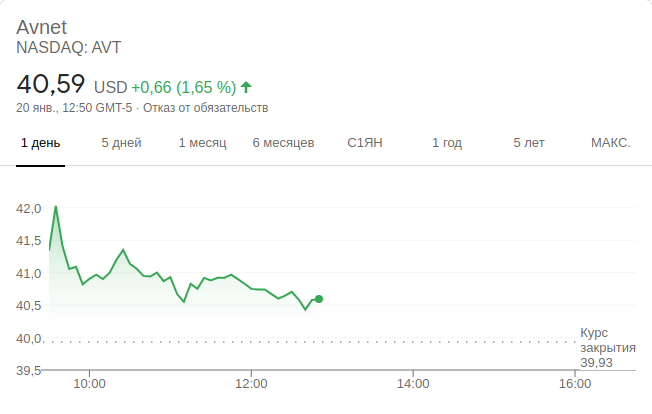 Avnet
NASDAQ: AVT
40,59 USD +0,66 (1,65 %)
20 янв., 12:50 GMT-5 · Отказ от обязательств
1 день 5 дней 1 месяц 6 месяцев С1ЯН 1 год 5 лет МАКС.
42,0
41,5
41,0
40,5
40,0
39,5
Курс
закрытия
39,93
10:00 12:00 14:00 16:00